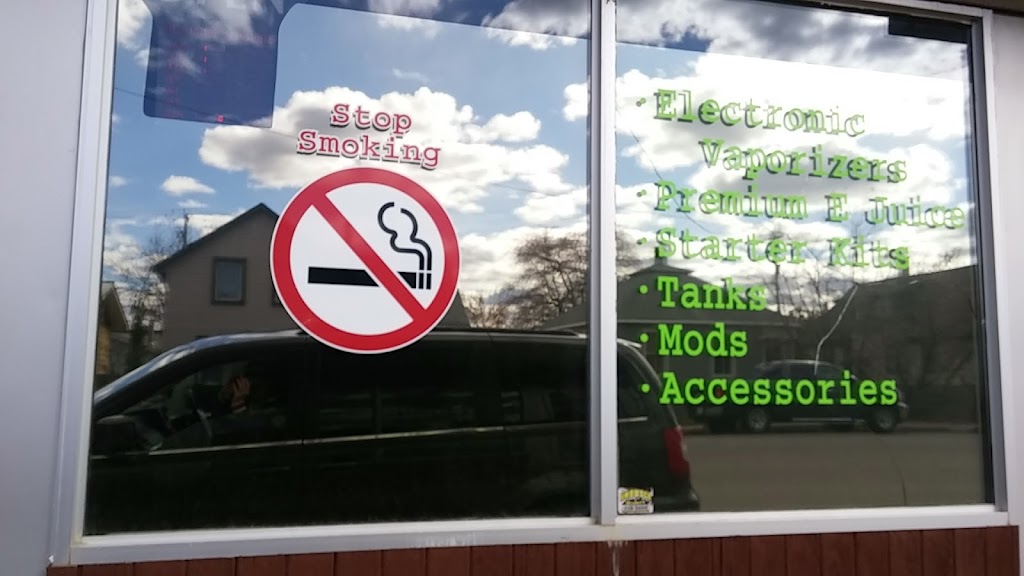 Stop
Smoking
· Electronic
Vaporizers
· Premium E Juice
· Starter Kits
· Tanks
· Mods
· Accessories